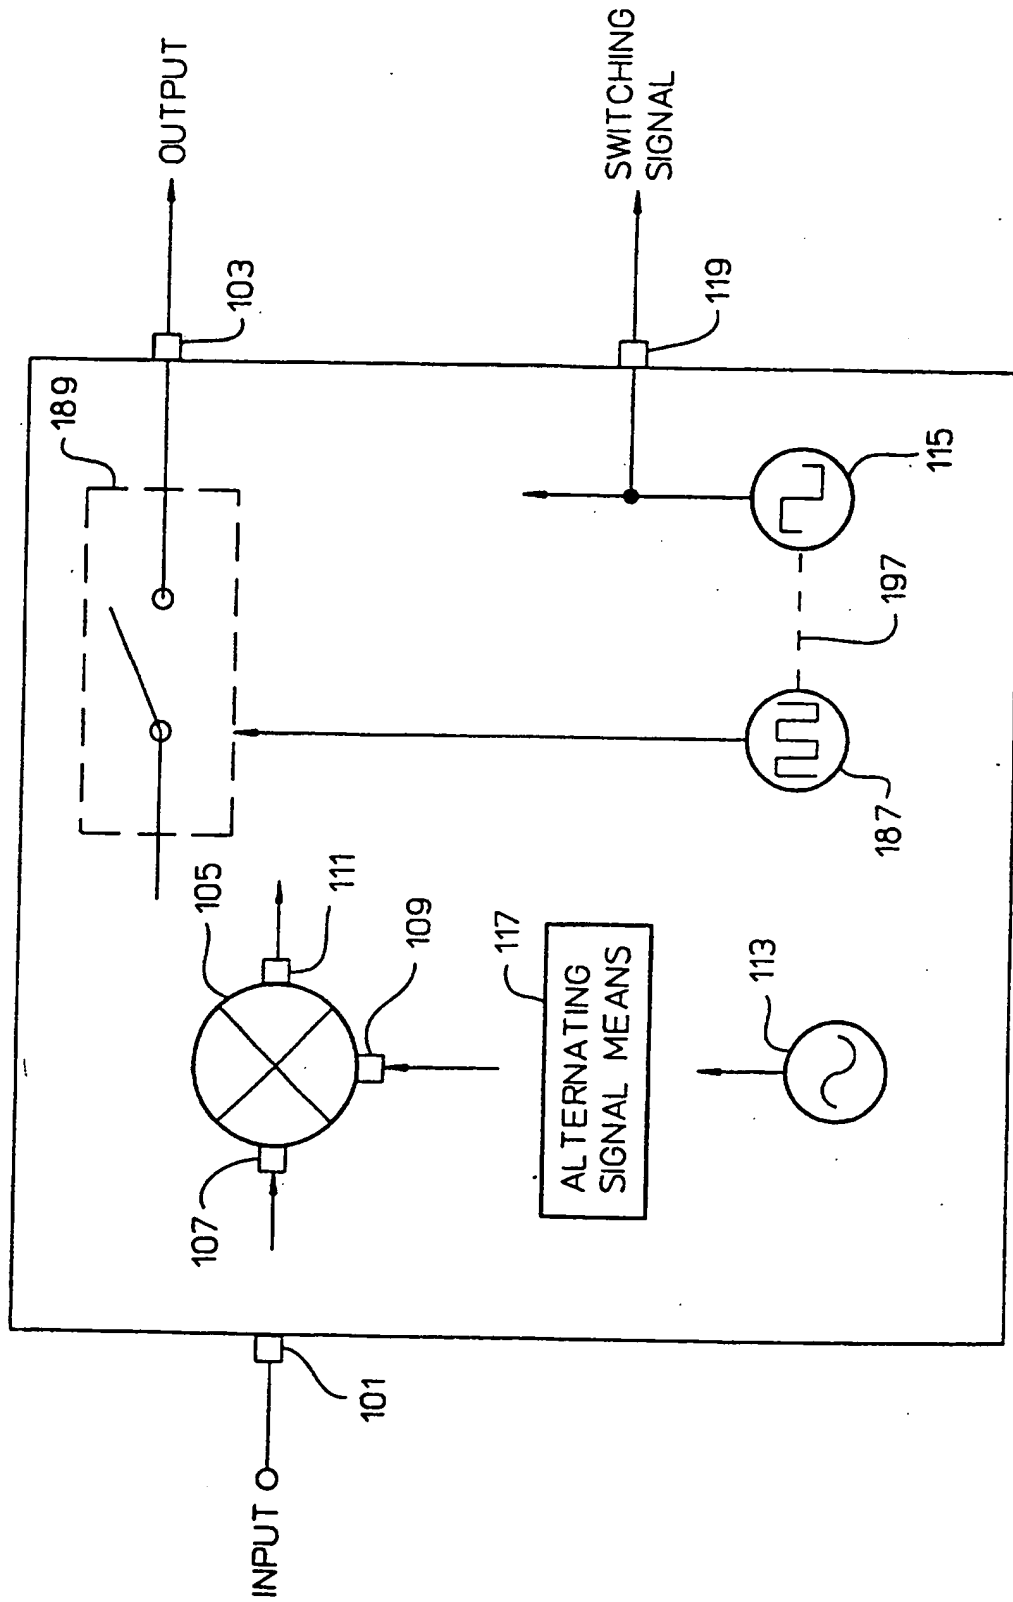 OUTPUT
SWITCHING
SIGNAL
189
103
119
105
111
109
107
117
ALTERNATING
SIGNAL MEANS
113
187
197
115
INPUT
101